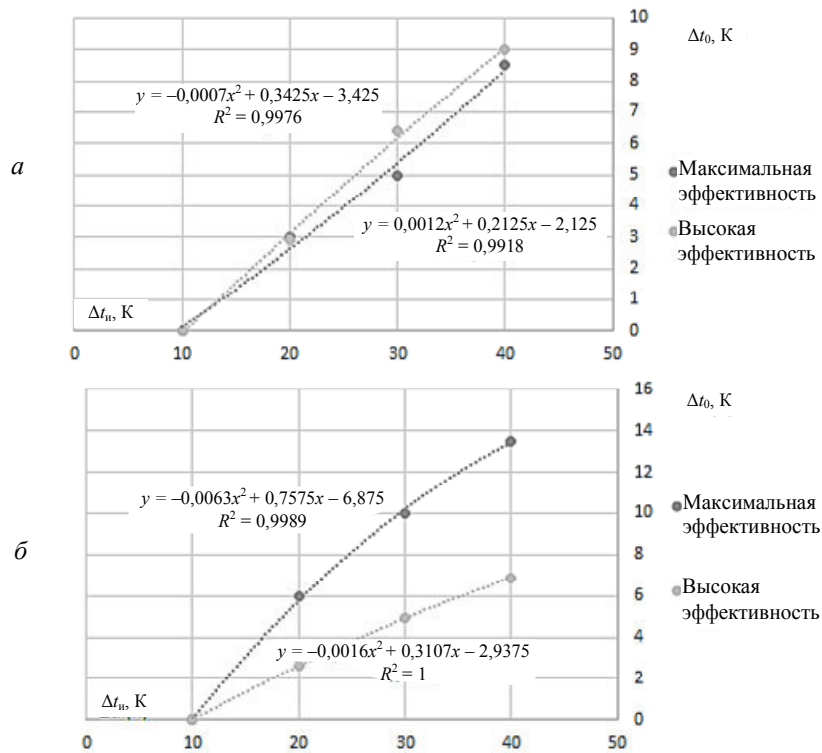 Δt₀, К
10
9
8
7
6
5
4
3
2
1
0
y = –0,0007x² + 0,3425x – 3,425
R² = 0,9976
а
Максимальная
эффективность
Высокая
эффективность
y = 0,0012x² + 0,2125x – 2,125
R² = 0,9918
Δtи, К
0 10 20 30 40 50
Δt₀, К
16
14
12
10
8
6
4
2
0
y = –0,0063x² + 0,7575x – 6,875
R² = 0,9989
б
Максимальная
эффективность
Высокая
эффективность
y = –0,0016x² + 0,3107x – 2,9375
R² = 1
Δtи, К
0 10 20 30 40 50